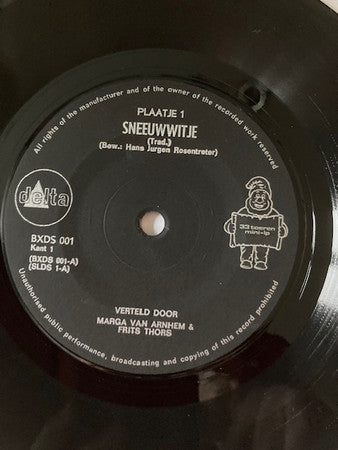 All rights of the manufacturer and of the owner of the recorded work reserved
PLAATJE 1
SNEEUWWITJE
(Trad.)
(Bew.: Hans Jurgen Rosentreter)
delta
BXDS 001
Kant 1
(BXDS 001-A)
(SLDS 1-A)
33 toeren
mini-lp
VERTELD DOOR
MARGA VAN ARNHEM &
FRITS THORS
Unauthorised public performance, broadcasting and copying of this record prohibited